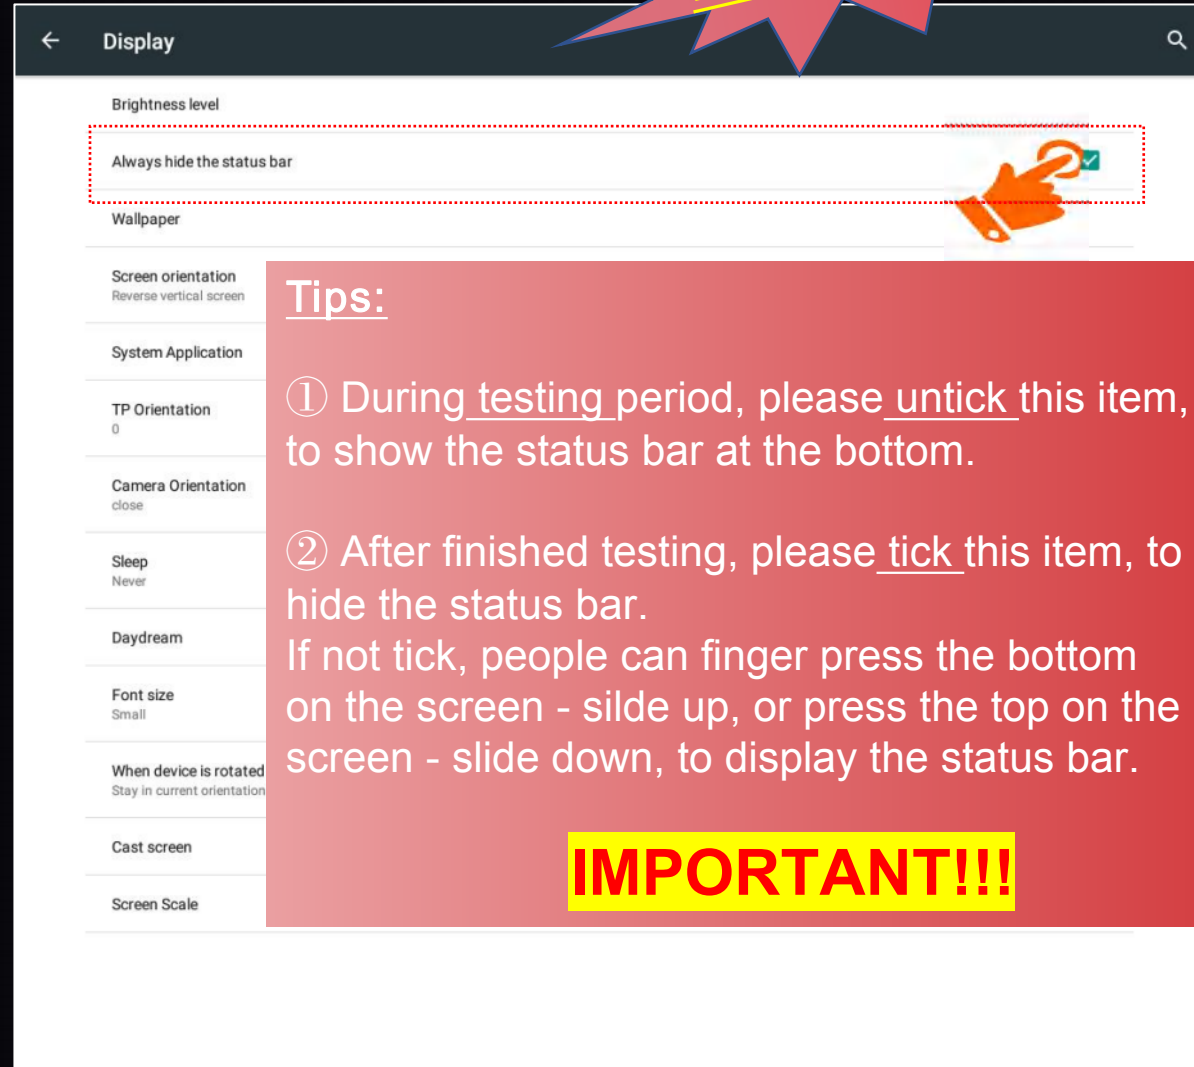 Display
Brightness level
Always hide the status bar
Wallpaper
Screen orientation
Reverse vertical screen
System Application
TP Orientation
0
Camera Orientation
close
Sleep
Never
Daydream
Font size
Small
When device is rotated
Stay in current orientation
Cast screen
Screen Scale
Tips:
① During testing period, please untick this item,
to show the status bar at the bottom.
② After finished testing, please tick this item, to
hide the status bar.
If not tick, people can finger press the bottom
on the screen - silde up, or press the top on the
screen - slide down, to display the status bar.
IMPORTANT!!!